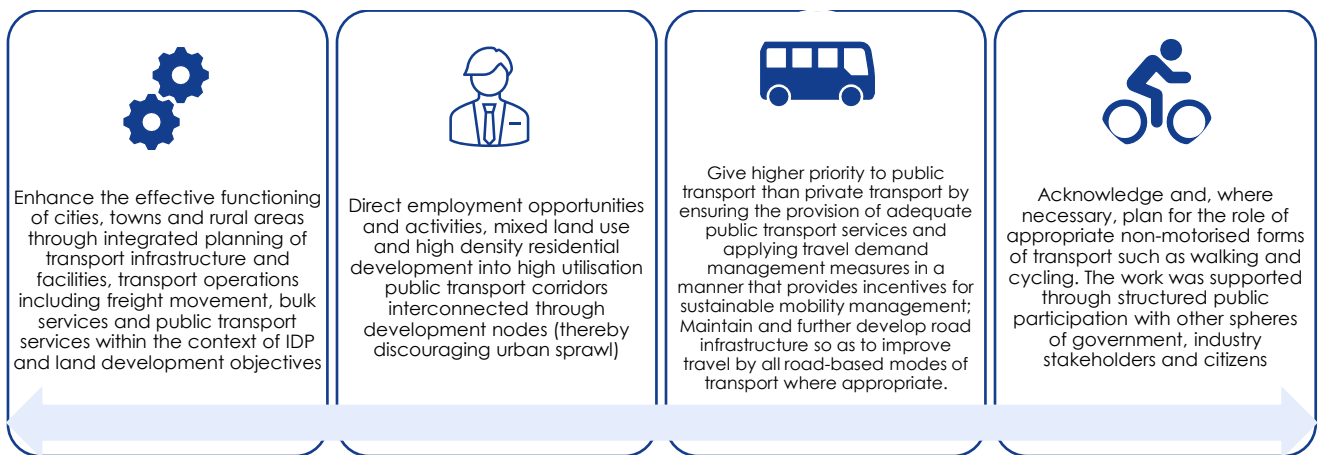 Enhance the effective functioning
of cities, towns and rural areas
through integrated planning of
transport infrastructure and
facilities, transport operations
including freight movement, bulk
services and public transport
services within the context of IDP
and land development objectives
Direct employment opportunities
and activities, mixed land use
and high density residential
development into high utilisation
public transport corridors
interconnected through
development nodes (thereby
discouraging urban sprawl)
Give higher priority to public
transport than private transport by
ensuring the provision of adequate
public transport services and
applying travel demand
management measures in a
manner that provides incentives for
sustainable mobility management;
Maintain and further develop road
infrastructure so as to improve
travel by all road-based modes of
transport where appropriate.
Acknowledge and, where
necessary, plan for the role of
appropriate non-motorised forms
of transport such as walking and
cycling. The work was supported
through structured public
participation with other spheres
of government, industry
stakeholders and citizens